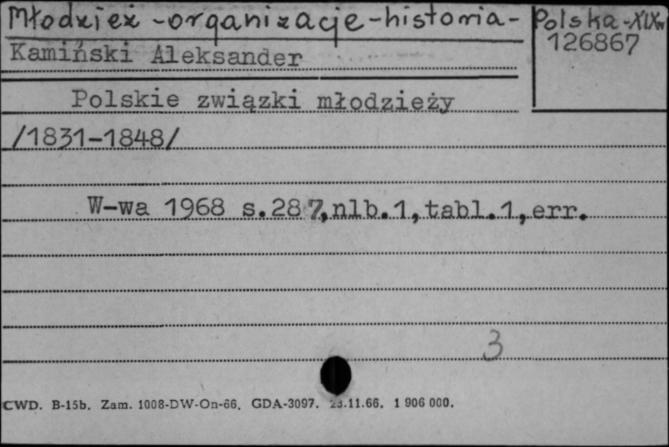 Młodzież - organizacje - historia - Polska - XIXw
126867
Kamiński Aleksander
Polskie związki młodzieży
/1831-1848/
W-wa 1968 s.287,nlb.1,tabl.1,err.
3
CWD. B-15b. Zam. 1008-DW-On-66. GDA-3097. 23.11.66. 1 906 000.